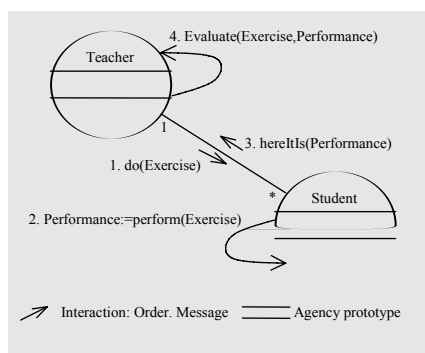 4. Evaluate(Exercise,Performance)
Teacher
1
3. hereItIs(Performance)
1. do(Exercise)
*
Student
2. Performance:=perform(Exercise)
Interaction: Order. Message
Agency prototype